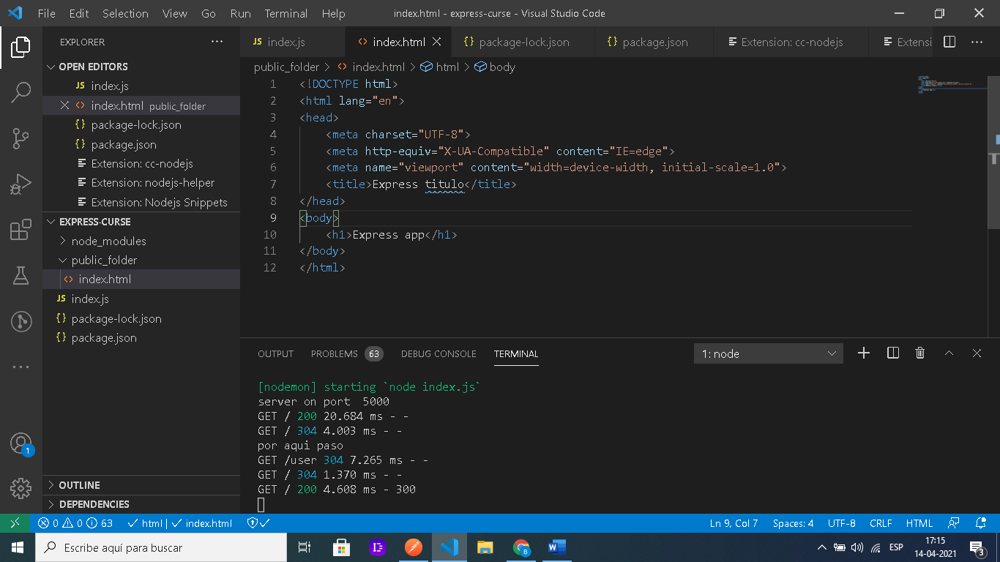 File Edit Selection View Go Run Terminal Help index.html - express-curse - Visual Studio Code
EXPLORER
OPEN EDITORS
index.js
index.html public_folder
package-lock.json
package.json
Extension: cc-nodejs
Extension: nodejs-helper
Extension: Nodejs Snippets
EXPRESS-CURSE
node_modules
public_folder
index.html
index.js
package-lock.json
package.json
OUTLINE
DEPENDENCIES
1
JS index.js index.html package-lock.json package.json Extension: cc-nodejs Extensi
public_folder > index.html > html > body
1 <!DOCTYPE html>
2 <html lang="en">
3 <head>
4 <meta charset="UTF-8">
5 <meta http-equiv="X-UA-Compatible" content="IE=edge">
6 <meta name="viewport" content="width=device-width, initial-scale=1.0">
7 <title>Express titulo</title>
8 </head>
9 <body>
10 <h1>Express app</h1>
11 </body>
12 </html>
OUTPUT PROBLEMS 63 DEBUG CONSOLE TERMINAL 1: node
[nodemon] starting `node index.js`
server on port  5000
GET / 200 20.684 ms - -
GET / 304 4.003 ms - -
por aqui paso
GET /user 304 7.265 ms - -
GET / 304 1.370 ms - -
GET / 200 4.608 ms - 300
0 0 63 html | index.html Ln 9, Col 7 Spaces: 4 UTF-8 CRLF HTML
Escribe aquí para buscar
ESP
17:15
14-04-2021
3